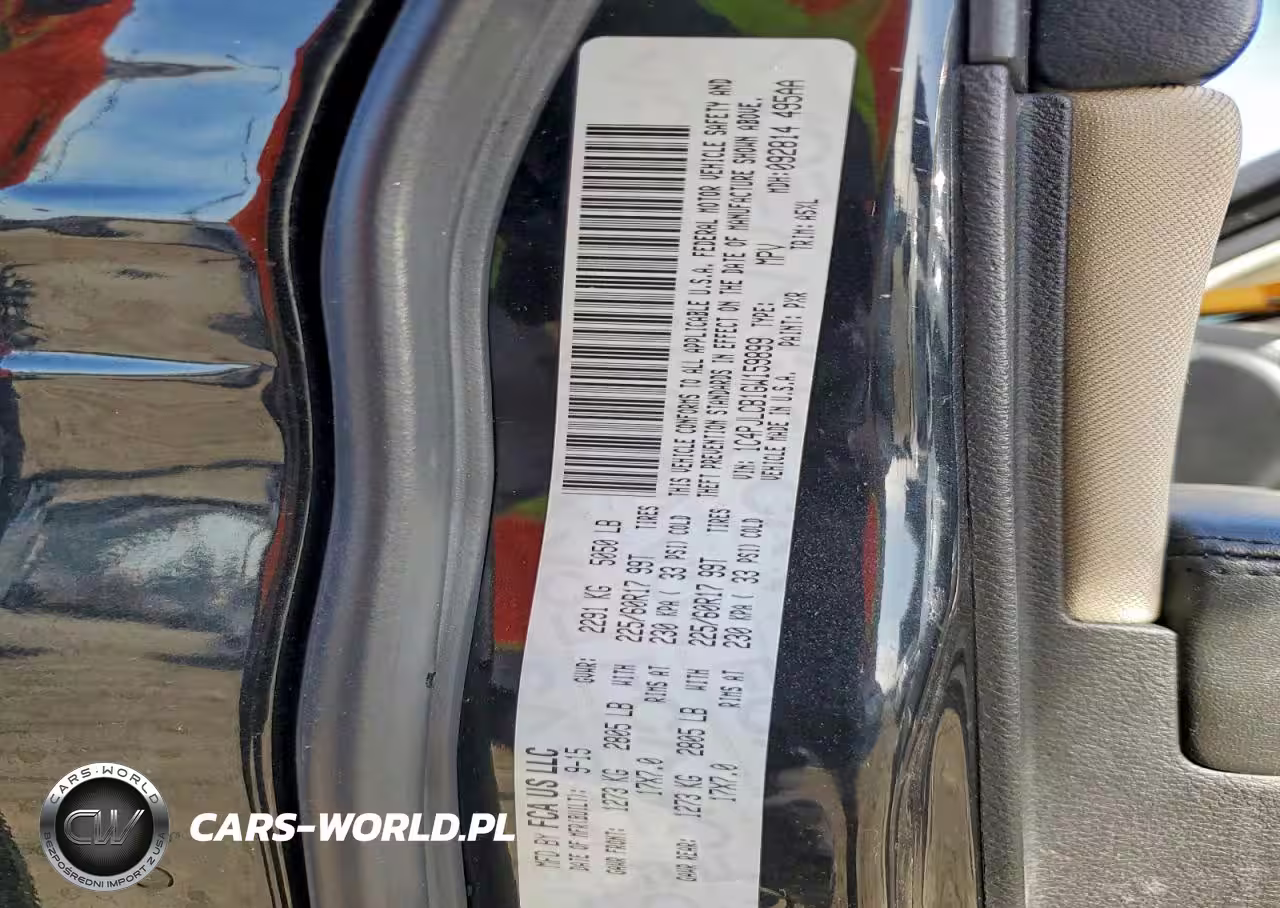 MFD BY FCA US LLC
DATE OF MFR(BUILT): 9-15 GVWR: 2291 KG 5050 LB
GAWR FRONT: 1273 KG 2805 LB WITH 225/60R17 99T TIRES
17X7.0 RIMS AT 230 KPA( 33 PSI) COLD
GAWR REAR: 1273 KG 2805 LB WITH 225/60R17 99T TIRES
17X7.0 RIMS AT 230 KPA( 33 PSI) COLD
THIS VEHICLE CONFORMS TO ALL APPLICABLE U.S.A. FEDERAL MOTOR VEHICLE SAFETY AND
THEFT PREVENTION STANDARDS IN EFFECT ON THE DATE OF MANUFACTURE SHOWN ABOVE.
VIN: 1C4PJLCB1GW159899 TYPE: MPV MDH:092814 495AA
VEHICLE MADE IN U.S.A. PAINT: PXR TRIM:A5XL
CARS-WORLD
CW
BEZPOŚREDNI IMPORT Z USA
CARS-WORLD.PL